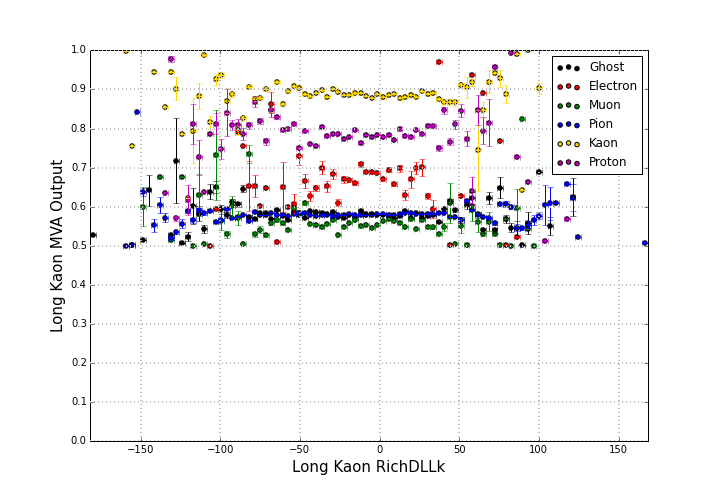 1.0
0.9
0.8
0.7
0.6
0.5
0.4
0.3
0.2
0.1
0.0
Long Kaon MVA Output
Ghost
Electron
Muon
Pion
Kaon
Proton
−150 −100 −50 0 50 100 150
Long Kaon RichDLLk